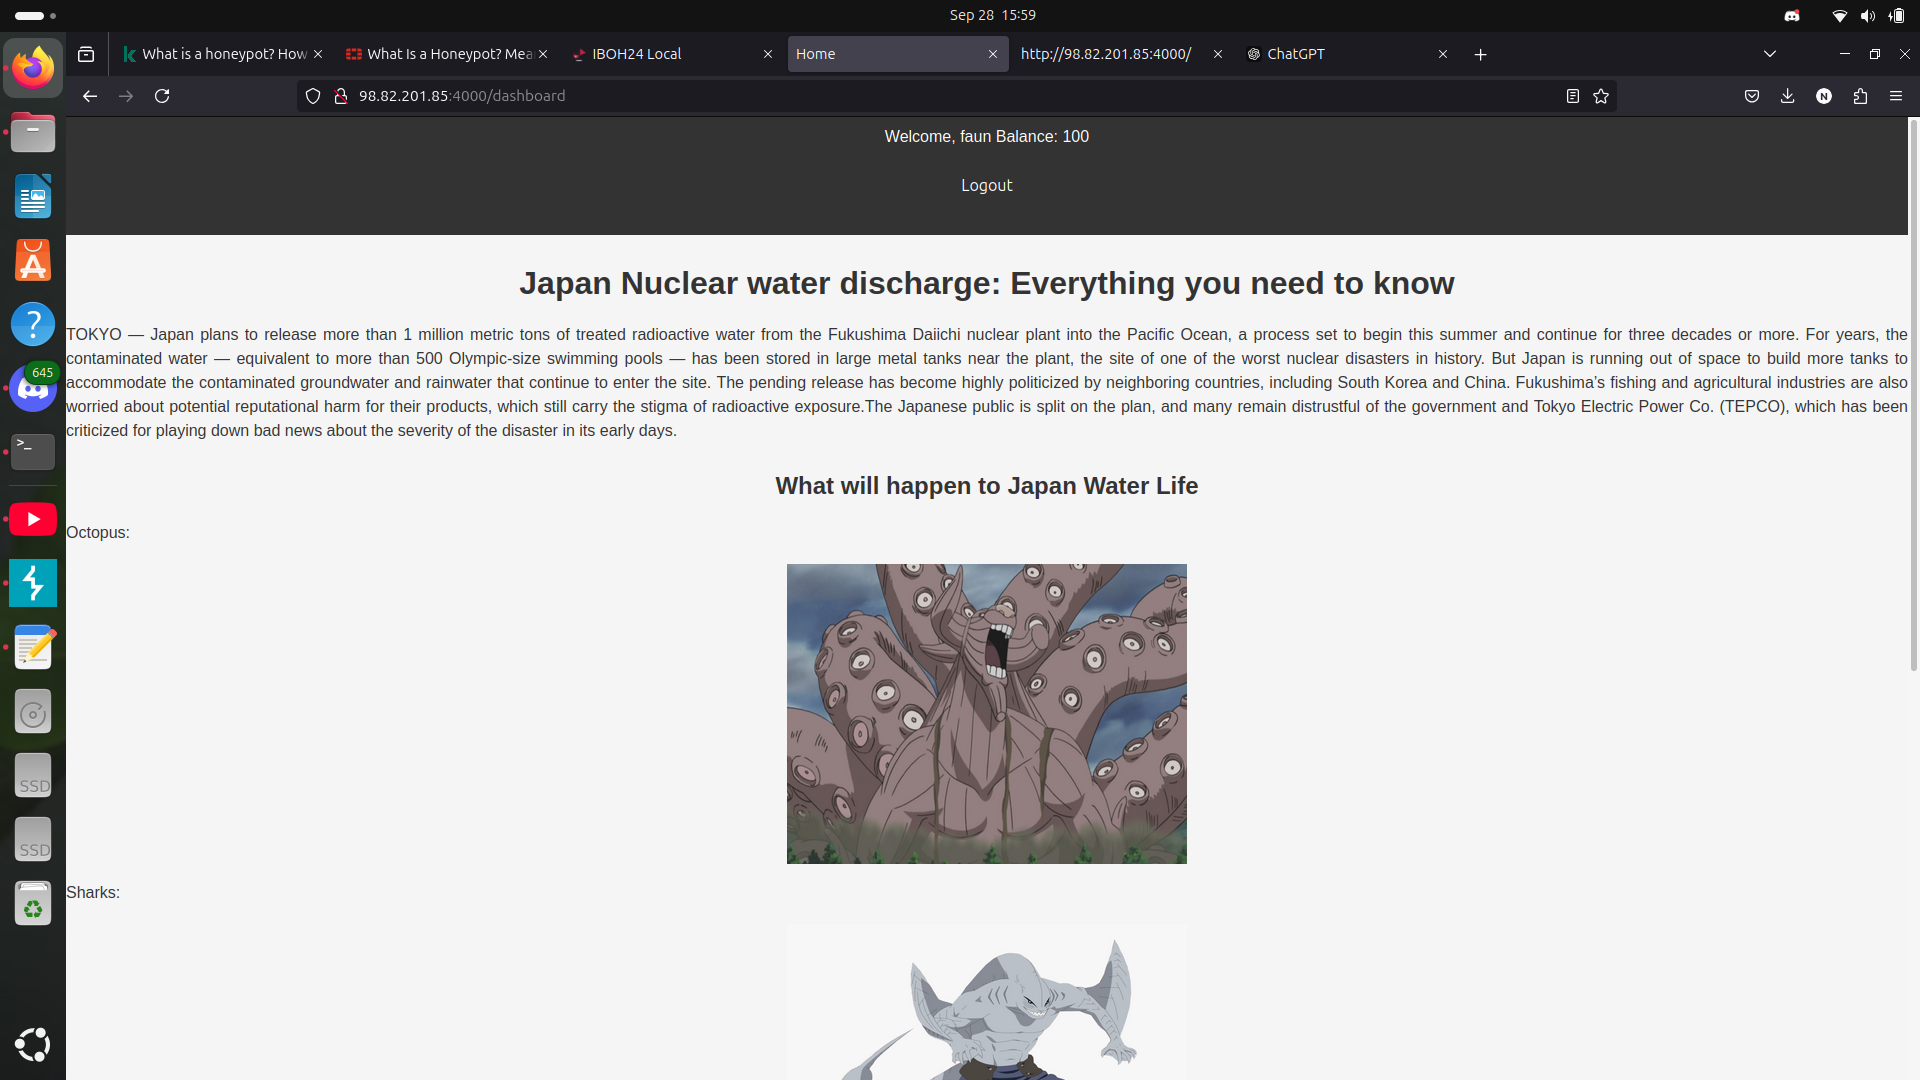 Sep 28 15:59
What is a honeypot? How
What Is a Honeypot? Mea
IBOH24 Local
Home
http://98.82.201.85:4000/
ChatGPT
98.82.201.85:4000/dashboard
N
Welcome, faun Balance: 100
Logout
Japan Nuclear water discharge: Everything you need to know
TOKYO — Japan plans to release more than 1 million metric tons of treated radioactive water from the Fukushima Daiichi nuclear plant into the Pacific Ocean, a process set to begin this summer and continue for three decades or more. For years, the
contaminated water — equivalent to more than 500 Olympic-size swimming pools — has been stored in large metal tanks near the plant, the site of one of the worst nuclear disasters in history. But Japan is running out of space to build more tanks to
accommodate the contaminated groundwater and rainwater that continue to enter the site. The pending release has become highly politicized by neighboring countries, including South Korea and China. Fukushima's fishing and agricultural industries are also
worried about potential reputational harm for their products, which still carry the stigma of radioactive exposure.The Japanese public is split on the plan, and many remain distrustful of the government and Tokyo Electric Power Co. (TEPCO), which has been
criticized for playing down bad news about the severity of the disaster in its early days.
What will happen to Japan Water Life
Octopus:
Sharks:
645
SSD
SSD